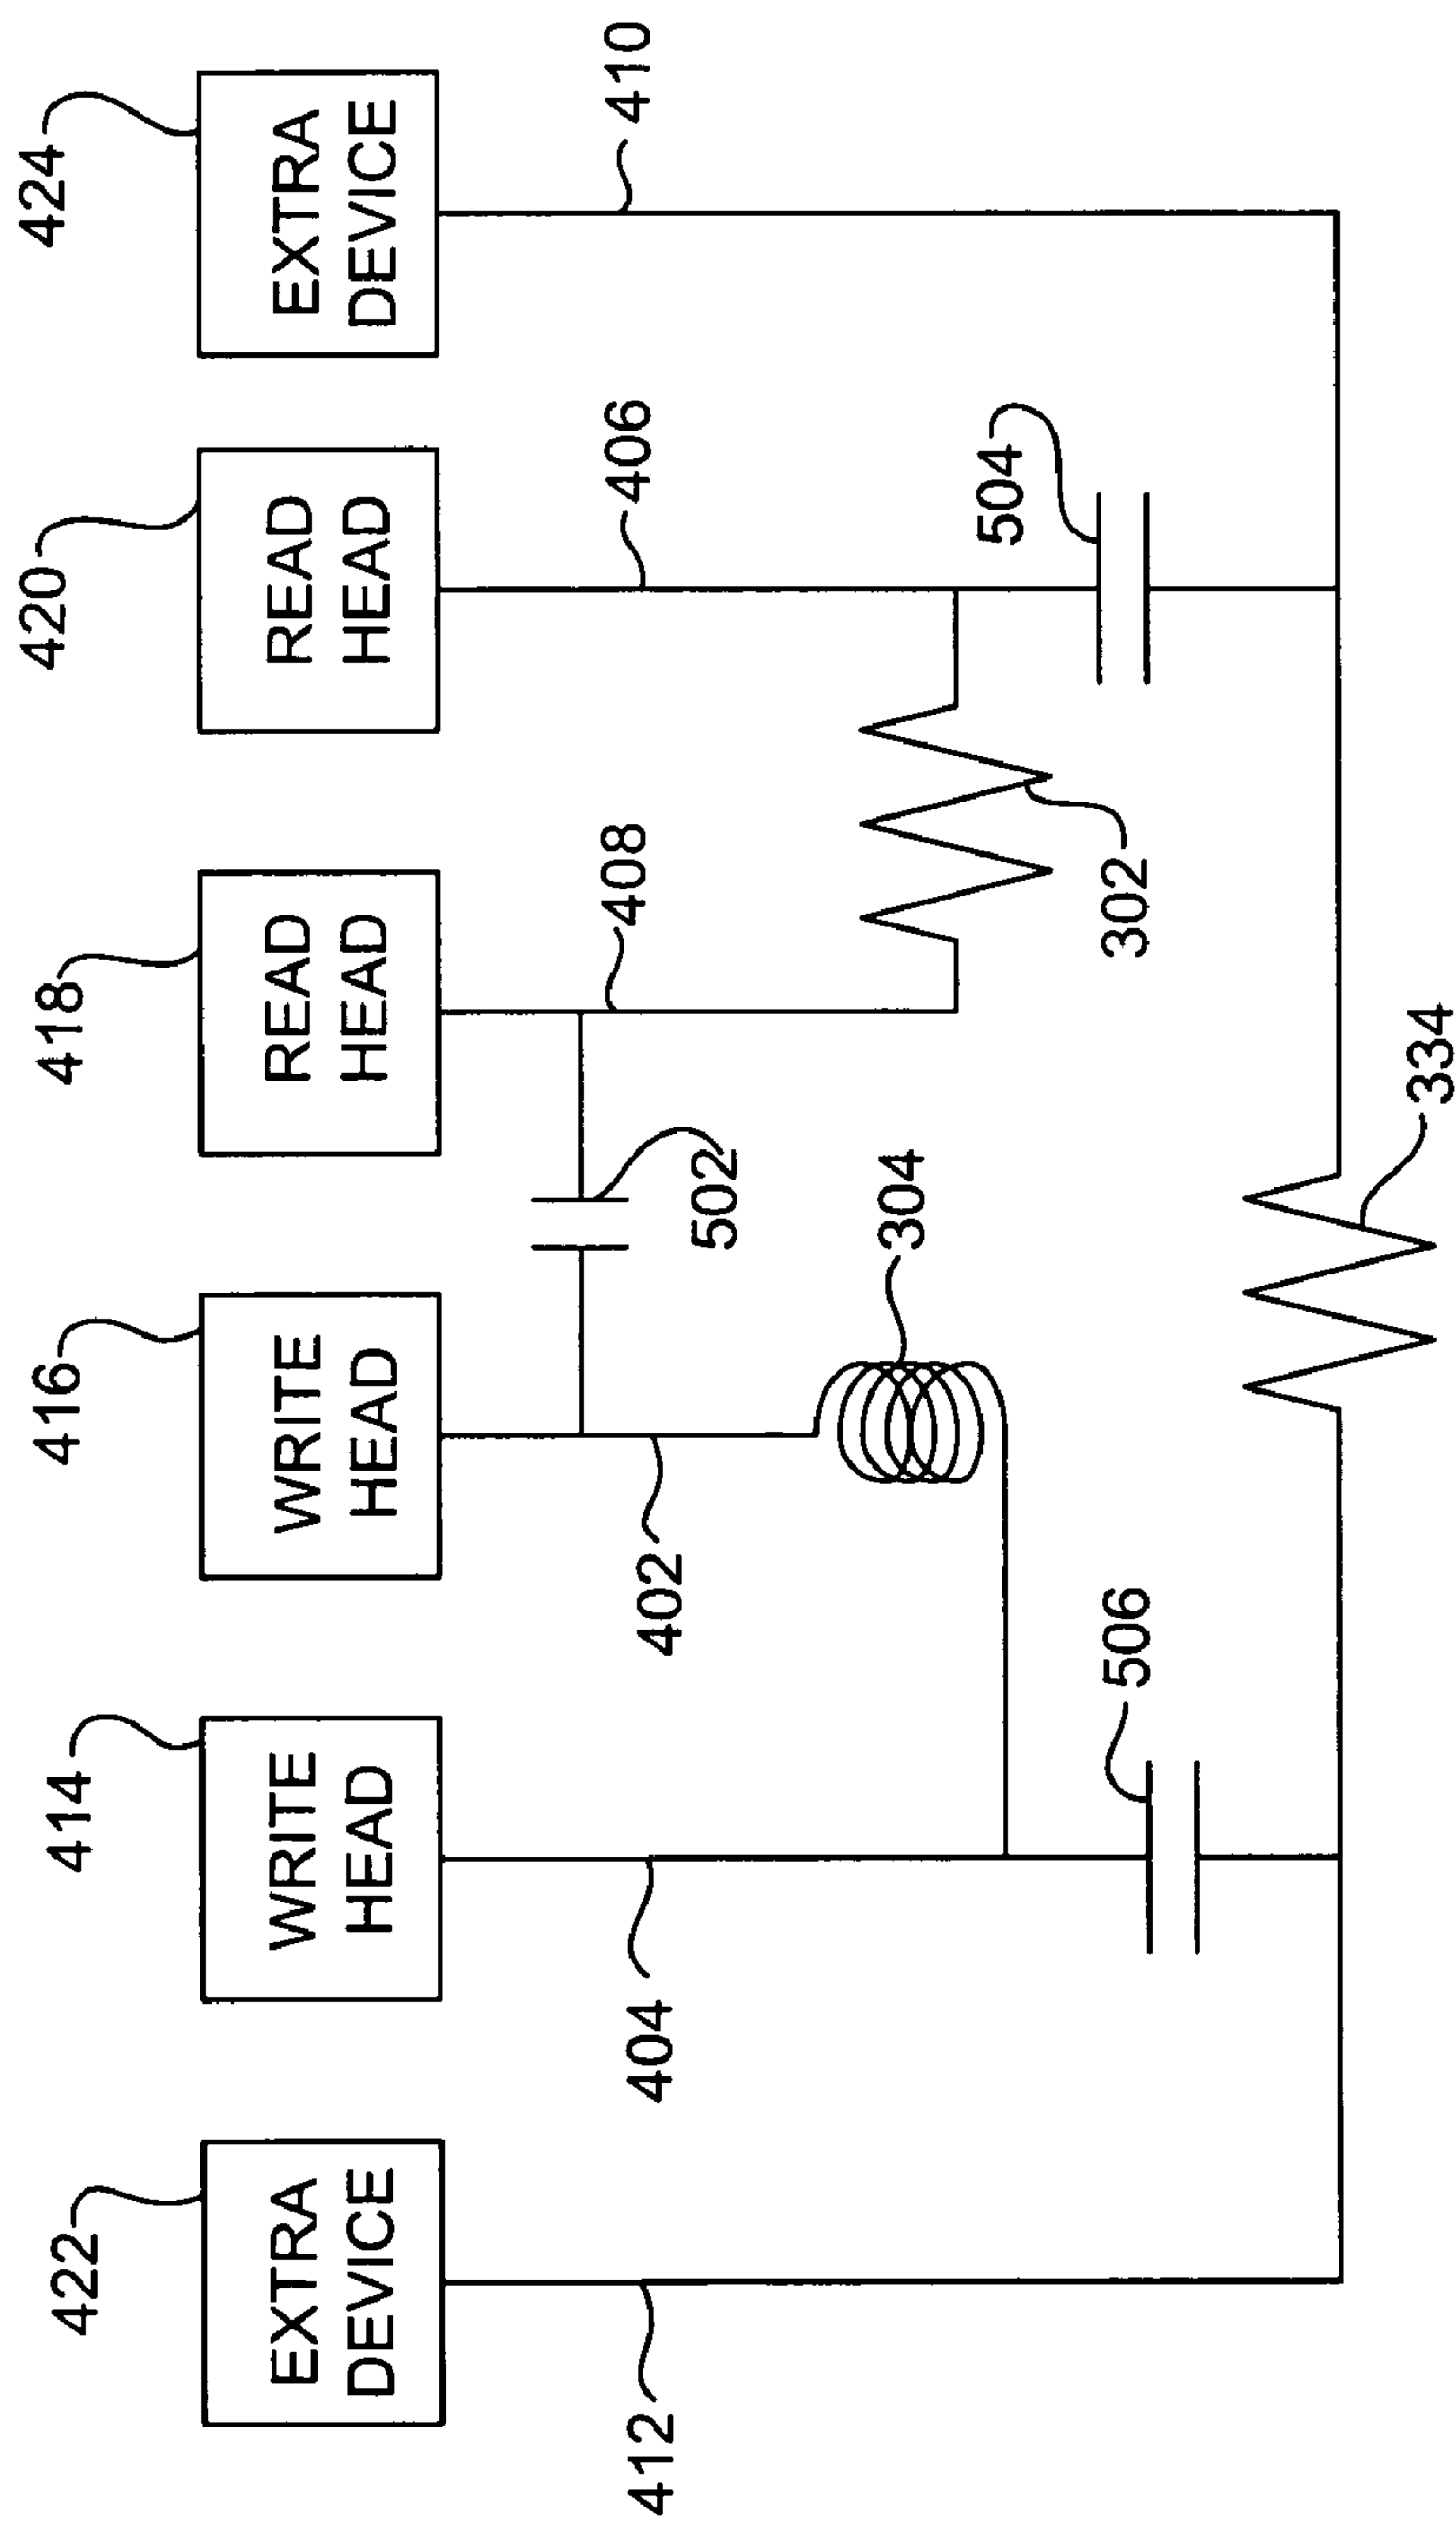 422
EXTRA
DEVICE
414
WRITE
HEAD
416
WRITE
HEAD
418
READ
HEAD
420
READ
HEAD
424
EXTRA
DEVICE
412
404
402
502
408
406
410
304
506
302
504
334